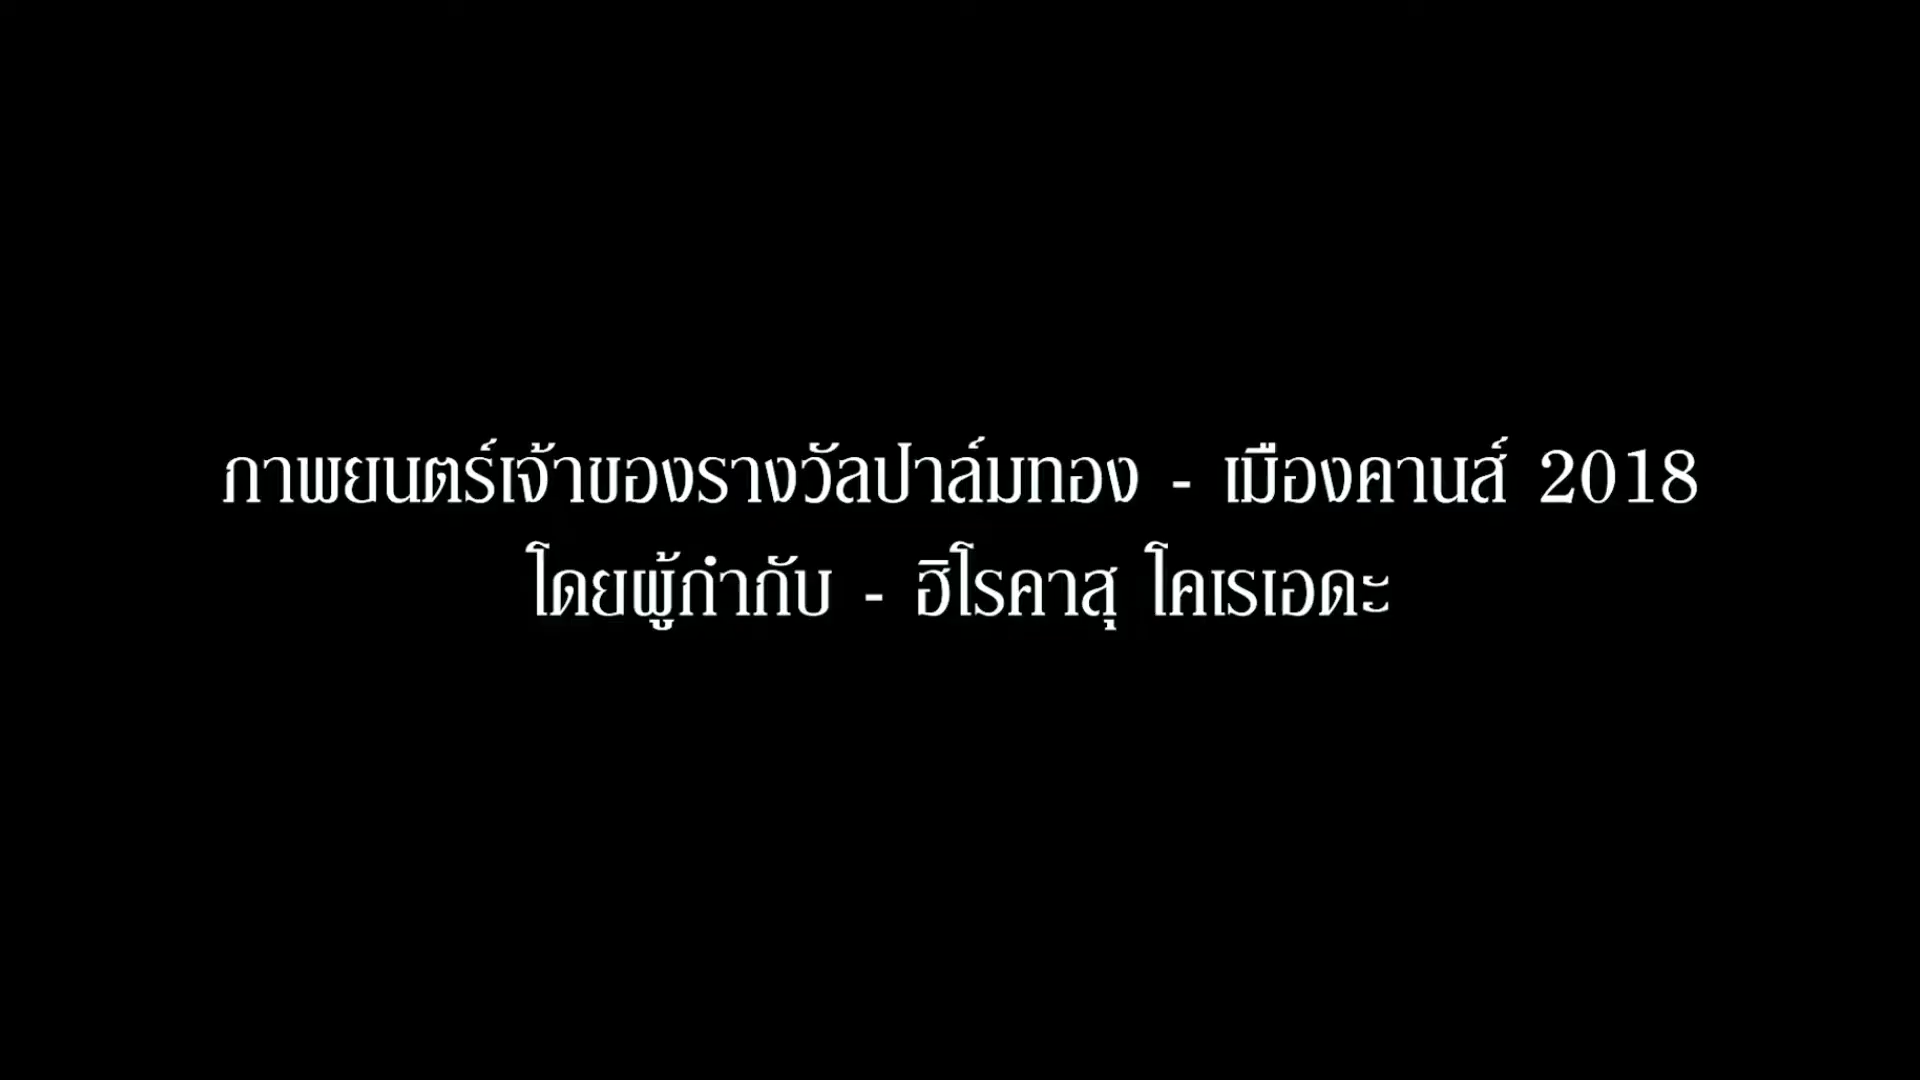 ภาพยนตร์เจ้าของรางวัลปาล์มทอง - เมืองคานส์ 2018
โดยผู้กำกับ - ฮิโรคาสุ โคเรเอดะ